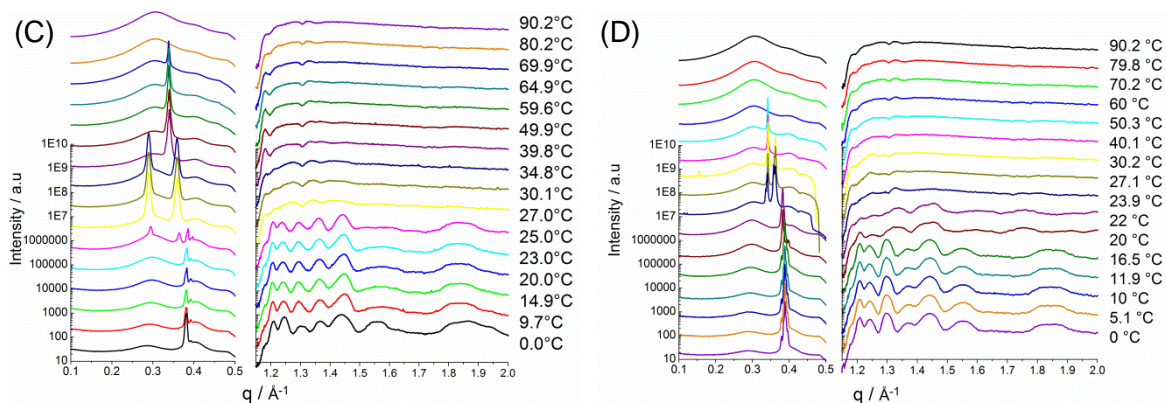 (C)
1E10
1E9
1E8
1E7
1000000
100000
10000
1000
100
10
Intensity / a.u
0.1 0.2 0.3 0.4 0.5
1.2 1.3 1.4 1.5 1.6 1.7 1.8 1.9 2.0
q / Å-1
90.2°C
80.2°C
69.9°C
64.9°C
59.6°C
49.9°C
39.8°C
34.8°C
30.1°C
27.0°C
25.0°C
23.0°C
20.0°C
14.9°C
9.7°C
0.0°C
(D)
1E10
1E9
1E8
1E7
1000000
100000
10000
1000
100
10
Intensity / a.u
0.1 0.2 0.3 0.4 0.5
1.2 1.3 1.4 1.5 1.6 1.7 1.8 1.9 2.0
q / Å-1
90.2 °C
79.8 °C
70.2 °C
60 °C
50.3 °C
40.1 °C
30.2 °C
27.1 °C
23.9 °C
22 °C
20 °C
16.5 °C
11.9 °C
10 °C
5.1 °C
0 °C